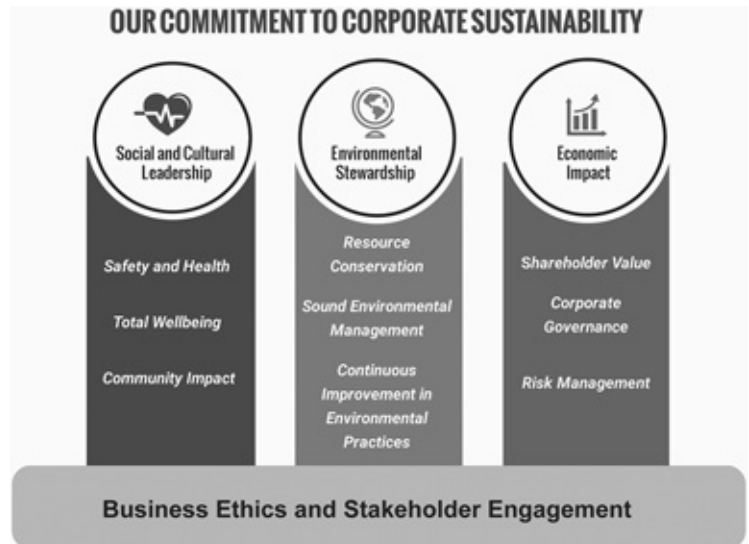 OUR COMMITMENT TO CORPORATE SUSTAINABILITY
Social and Cultural
Leadership
Safety and Health
Total Wellbeing
Community Impact
Environmental
Stewardship
Resource
Conservation
Sound Environmental
Management
Continuous
Improvement in
Environmental
Practices
Economic
Impact
Shareholder Value
Corporate
Governance
Risk Management
Business Ethics and Stakeholder Engagement